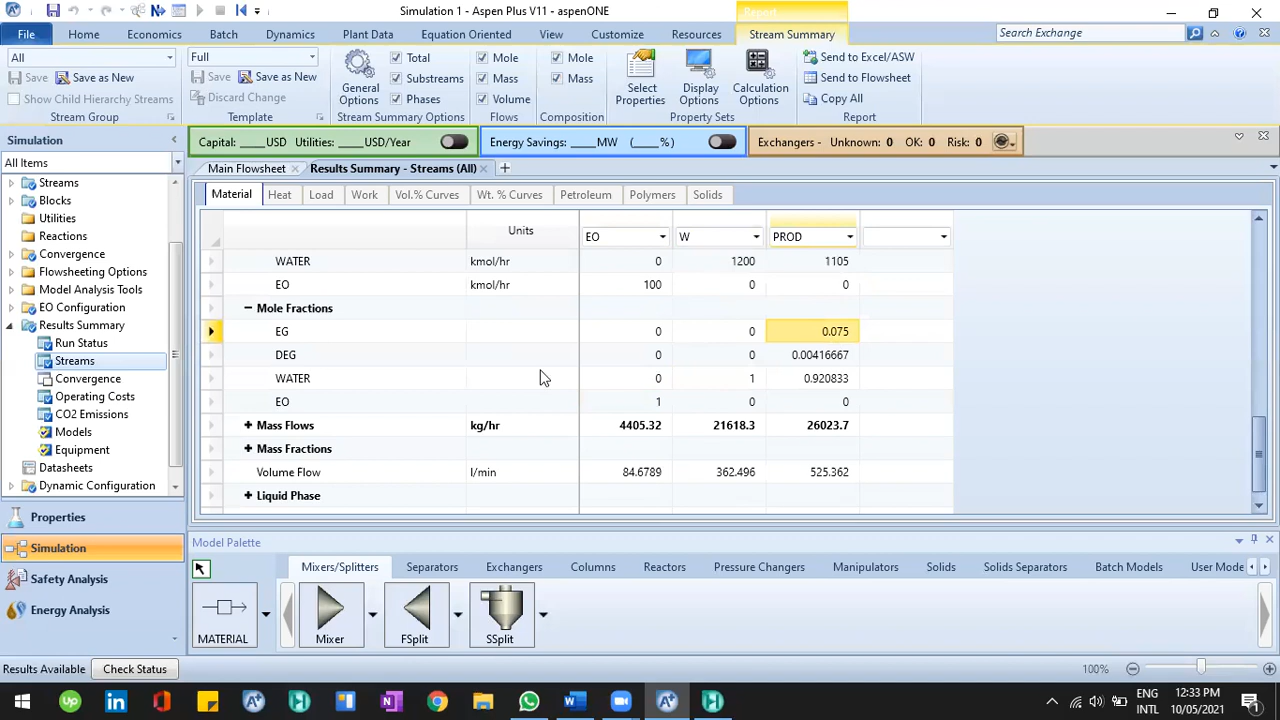 Simulation 1 - Aspen Plus V11 - aspenONE
Report
File Home Economics Batch Dynamics Plant Data Equation Oriented View Customize Resources Stream Summary
Search Exchange
All
Save Save as New
Show Child Hierarchy Streams
Stream Group
Full
Save Save as New
Discard Change
Template
General Options
Total
Substreams
Phases
Stream Summary Options
Mole
Mass
Volume
Flows
Mole
Mass
Composition
Select Properties
Display Options
Calculation Options
Property Sets
Send to Excel/ASW
Send to Flowsheet
Copy All
Report
Simulation
Capital: _____USD Utilities: _____USD/Year
Energy Savings: _____MW (_____%)
Exchangers - Unknown: 0 OK: 0 Risk: 0
All Items
Streams
Blocks
Utilities
Reactions
Convergence
Flowsheeting Options
Model Analysis Tools
EO Configuration
Results Summary
Run Status
Streams
Convergence
Operating Costs
CO2 Emissions
Models
Equipment
Datasheets
Dynamic Configuration
Properties
Simulation
Safety Analysis
Energy Analysis
Main Flowsheet Results Summary - Streams (All)
Material Heat Load Work Vol.% Curves Wt. % Curves Petroleum Polymers Solids
Units EO W PROD
WATER kmol/hr 0 1200 1105
EO kmol/hr 100 0 0
Mole Fractions
EG 0 0 0.075
DEG 0 0 0.00416667
WATER 0 1 0.920833
EO 1 0 0
Mass Flows kg/hr 4405.32 21618.3 26023.7
Mass Fractions
Volume Flow l/min 84.6789 362.496 525.362
Liquid Phase
Model Palette
Mixers/Splitters Separators Exchangers Columns Reactors Pressure Changers Manipulators Solids Solids Separators Batch Models User Mode
MATERIAL Mixer FSplit SSplit
Results Available Check Status
100%
Up
ENG
INTL
12:33 PM
10/05/2021
1